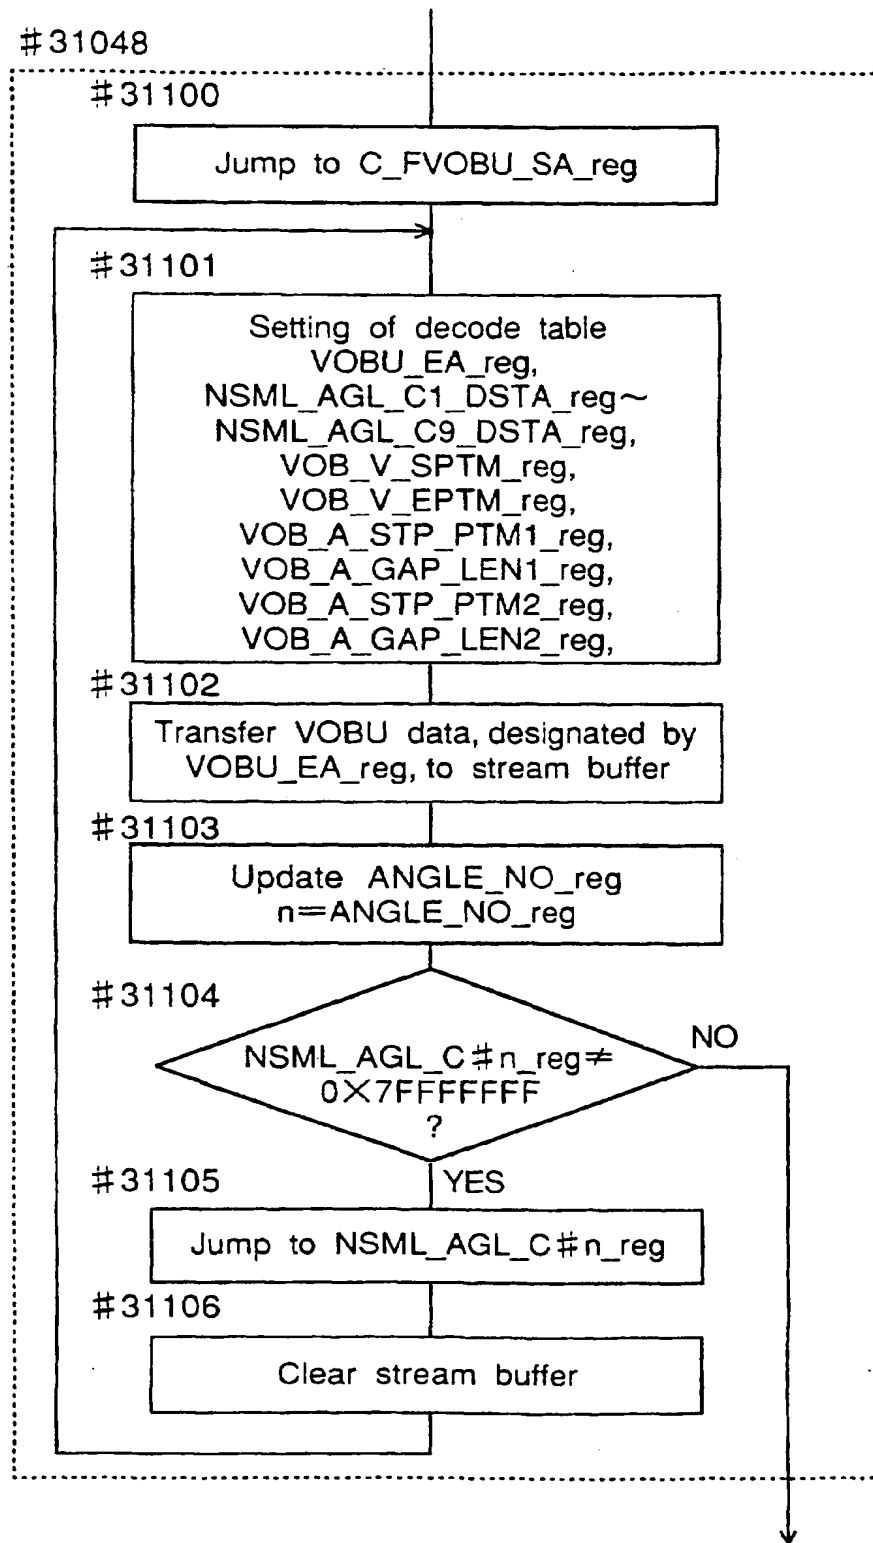 #31048
#31100
Jump to C_FVOBU_SA_reg
#31101
Setting of decode table
VOBU_EA_reg,
NSML_AGL_C1_DSTA_reg~
NSML_AGL_C9_DSTA_reg,
VOB_V_SPTM_reg,
VOB_V_EPTM_reg,
VOB_A_STP_PTM1_reg,
VOB_A_GAP_LEN1_reg,
VOB_A_STP_PTM2_reg,
VOB_A_GAP_LEN2_reg,
#31102
Transfer VOBU data, designated by
VOBU_EA_reg, to stream buffer
#31103
Update ANGLE_NO_reg
n=ANGLE_NO_reg
#31104
NSML_AGL_C#n_reg≠
0×7FFFFFFF
?
NO
YES
#31105
Jump to NSML_AGL_C#n_reg
#31106
Clear stream buffer